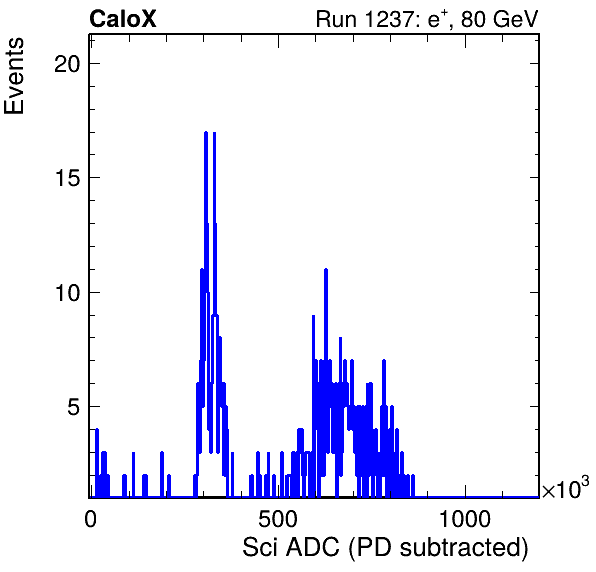 CaloX Run 1237: e⁺, 80 GeV
Events
20
15
10
5
0 500 1000 ×10³
Sci ADC (PD subtracted)